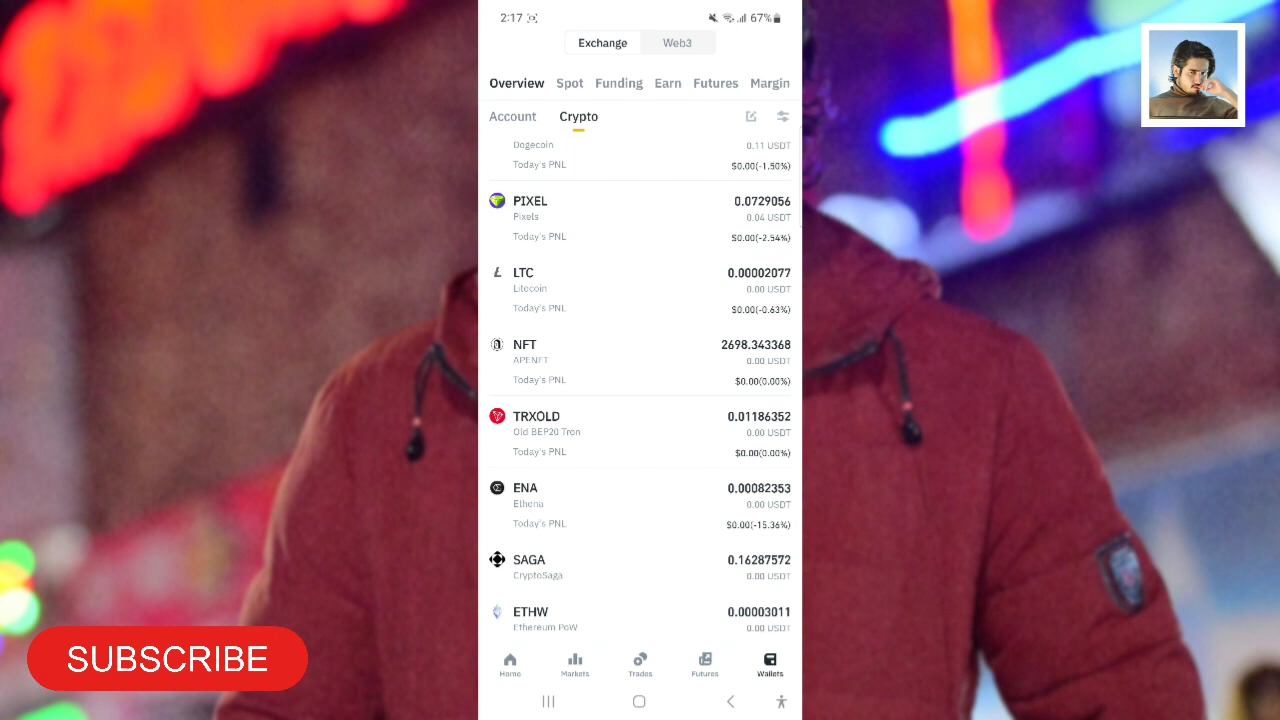 2:17
67%
Exchange Web3
Overview Spot Funding Earn Futures Margin
Account Crypto
Dogecoin 0.11 USDT
Today's PNL $0.00(-1.50%)
PIXEL 0.0729056
Pixels 0.04 USDT
Today's PNL $0.00(-2.54%)
LTC 0.00002077
Litecoin 0.00 USDT
Today's PNL $0.00(-0.63%)
NFT 2698.343368
APENFT 0.00 USDT
Today's PNL $0.00(0.00%)
TRXOLD 0.01186352
Old BEP20 Tron 0.00 USDT
Today's PNL $0.00(0.00%)
ENA 0.00082353
Ethena 0.00 USDT
Today's PNL $0.00(-15.36%)
SAGA 0.16287572
CryptoSaga 0.00 USDT
ETHW 0.00003011
Ethereum PoW 0.00 USDT
Home Markets Trades Futures Wallets
SUBSCRIBE